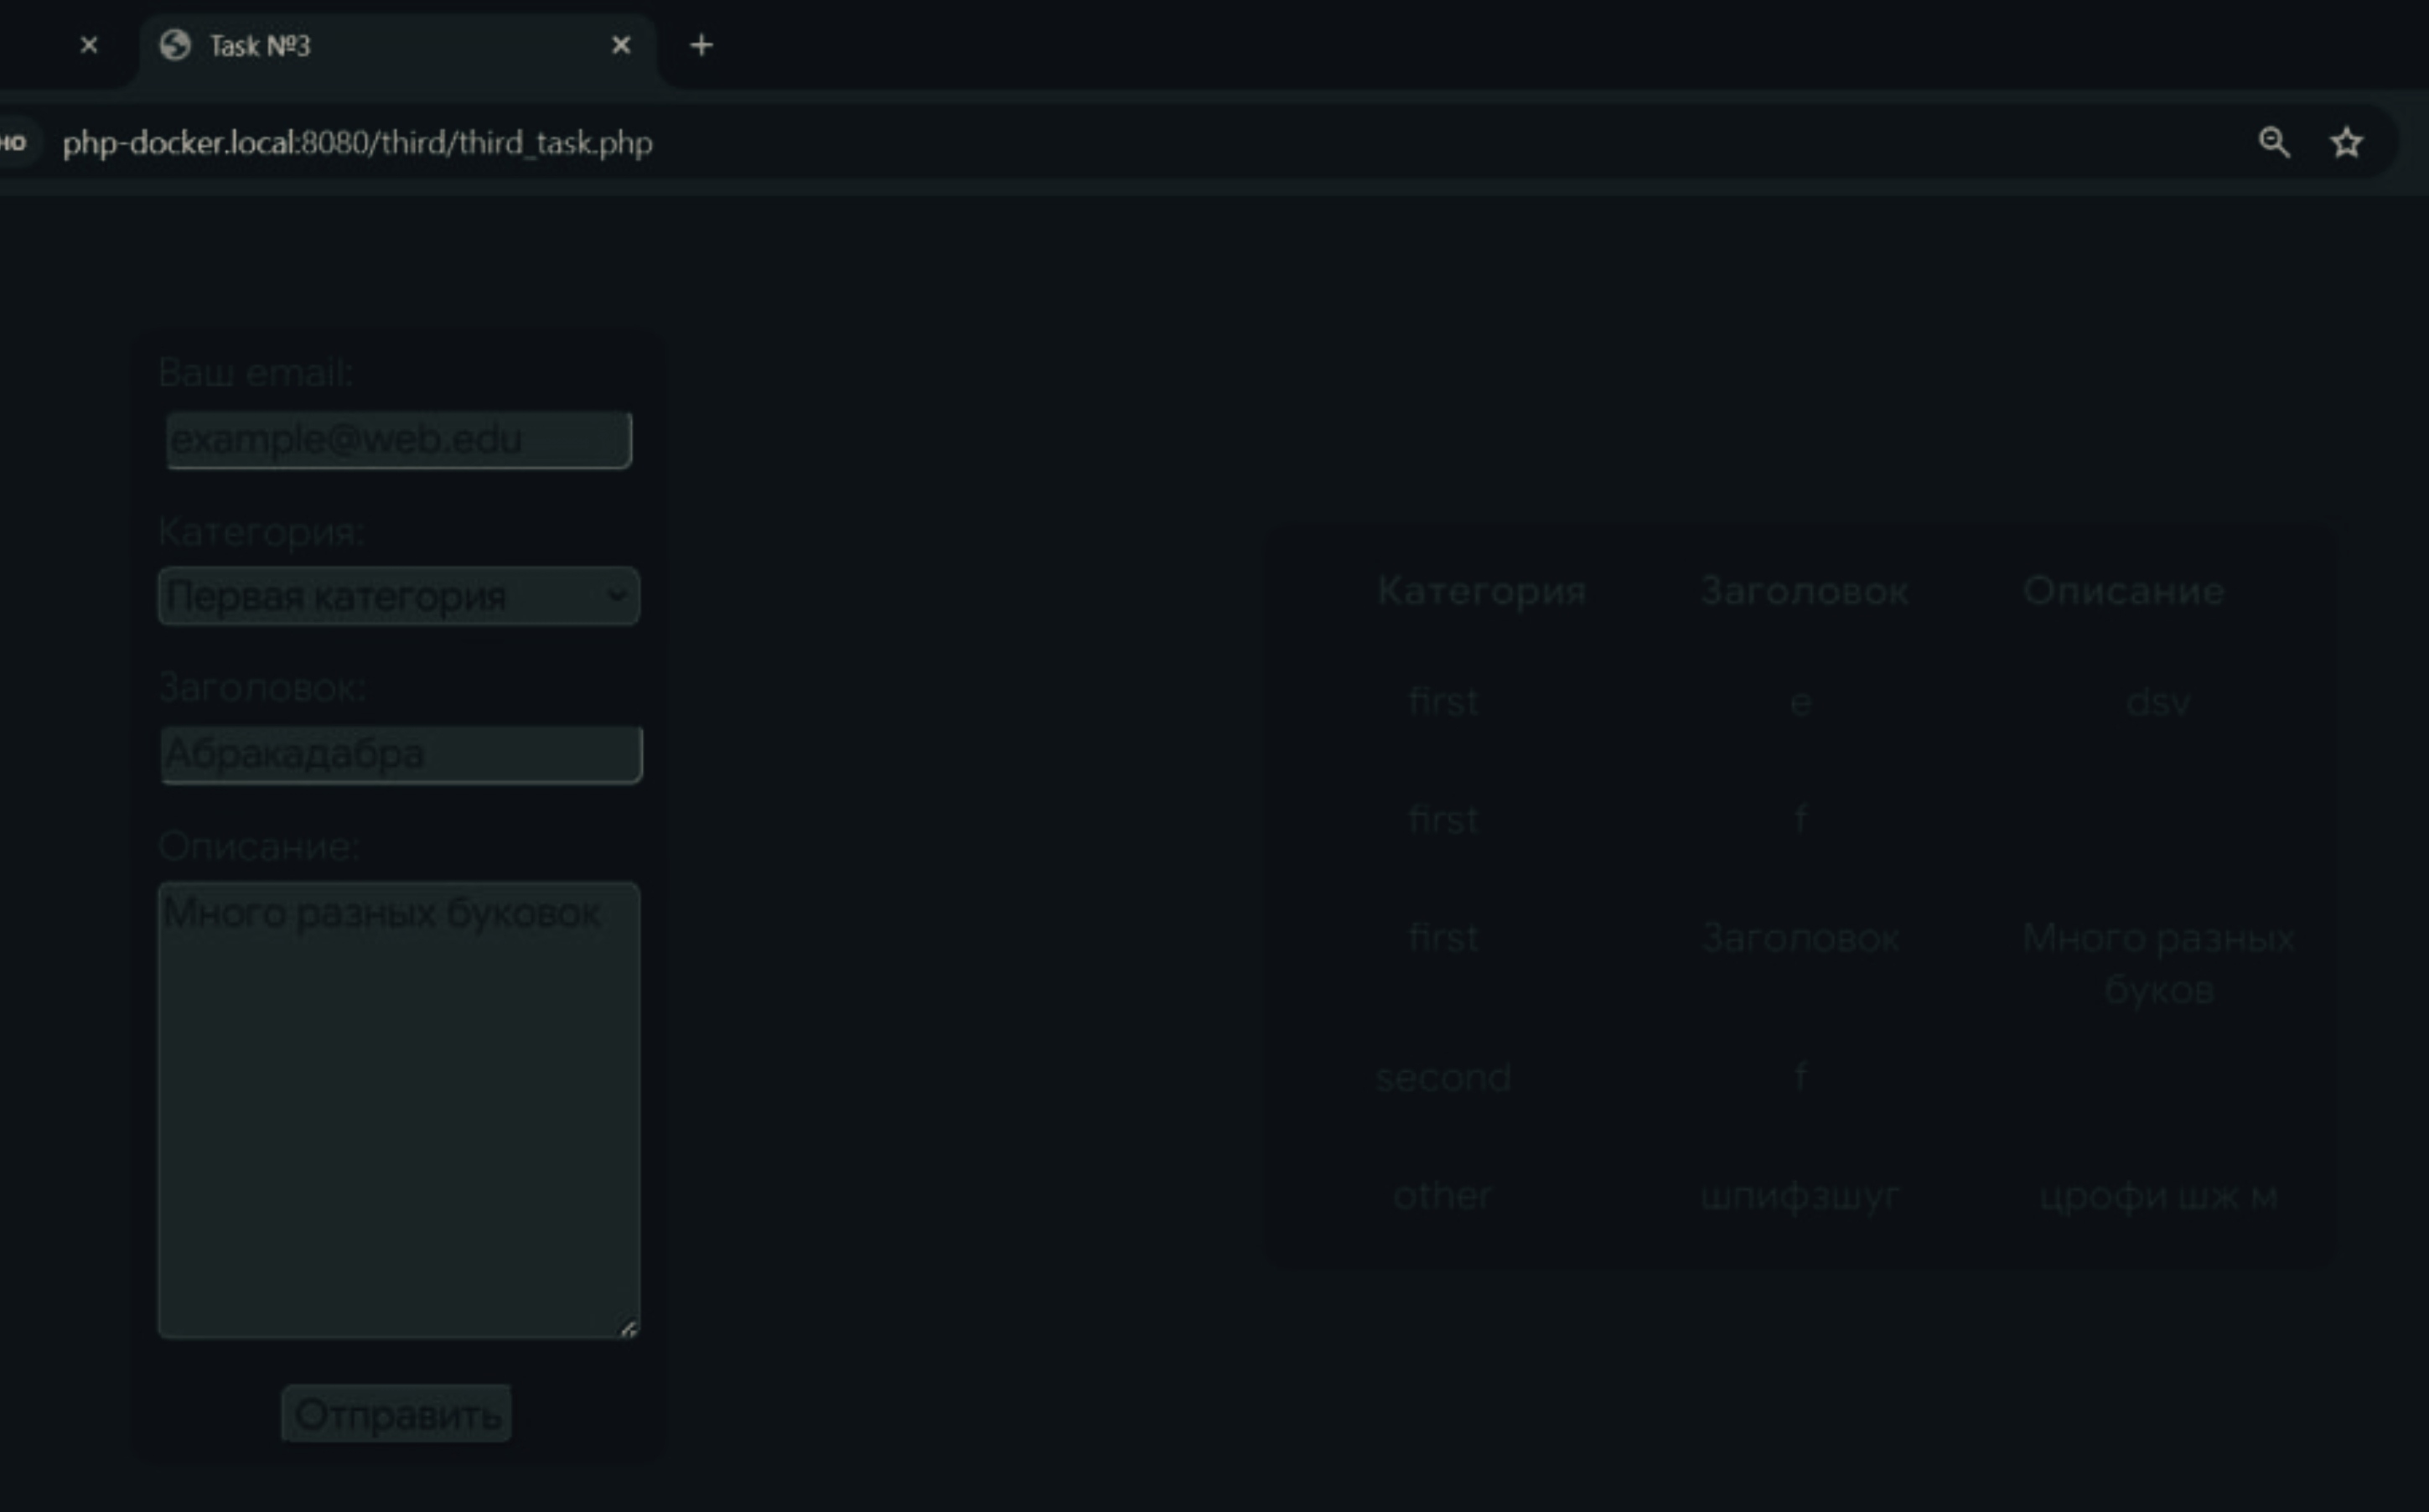 Task №3
но php-docker.local:8080/third/third_task.php
Ваш email:
example@web.edu
Категория:
Первая категория
Заголовок:
Абракадабра
Описание:
Много разных буковок
Отправить
Категория Заголовок Описание
first e dsv
first f
first Заголовок Много разных
буков
second f
other шпифзшуг црофи шж м